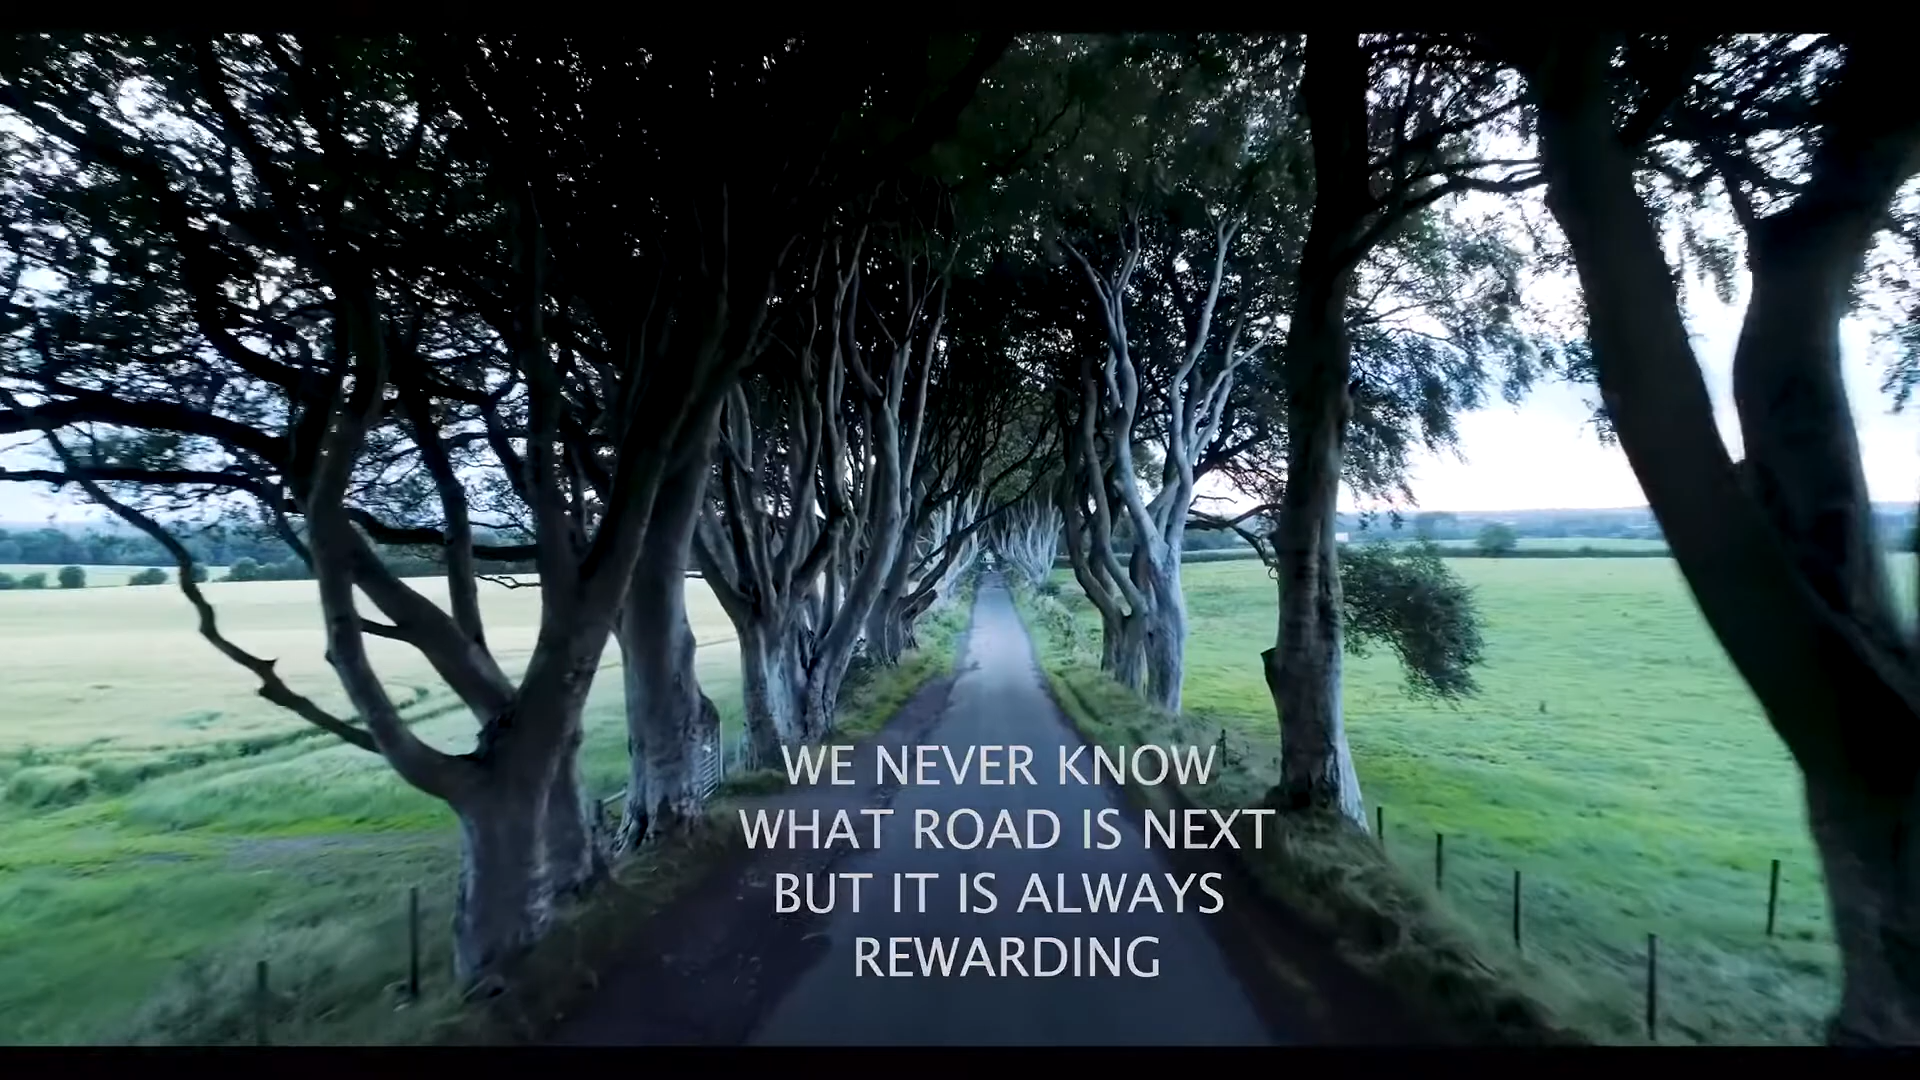 WE NEVER KNOW
WHAT ROAD IS NEXT
BUT IT IS ALWAYS
REWARDING